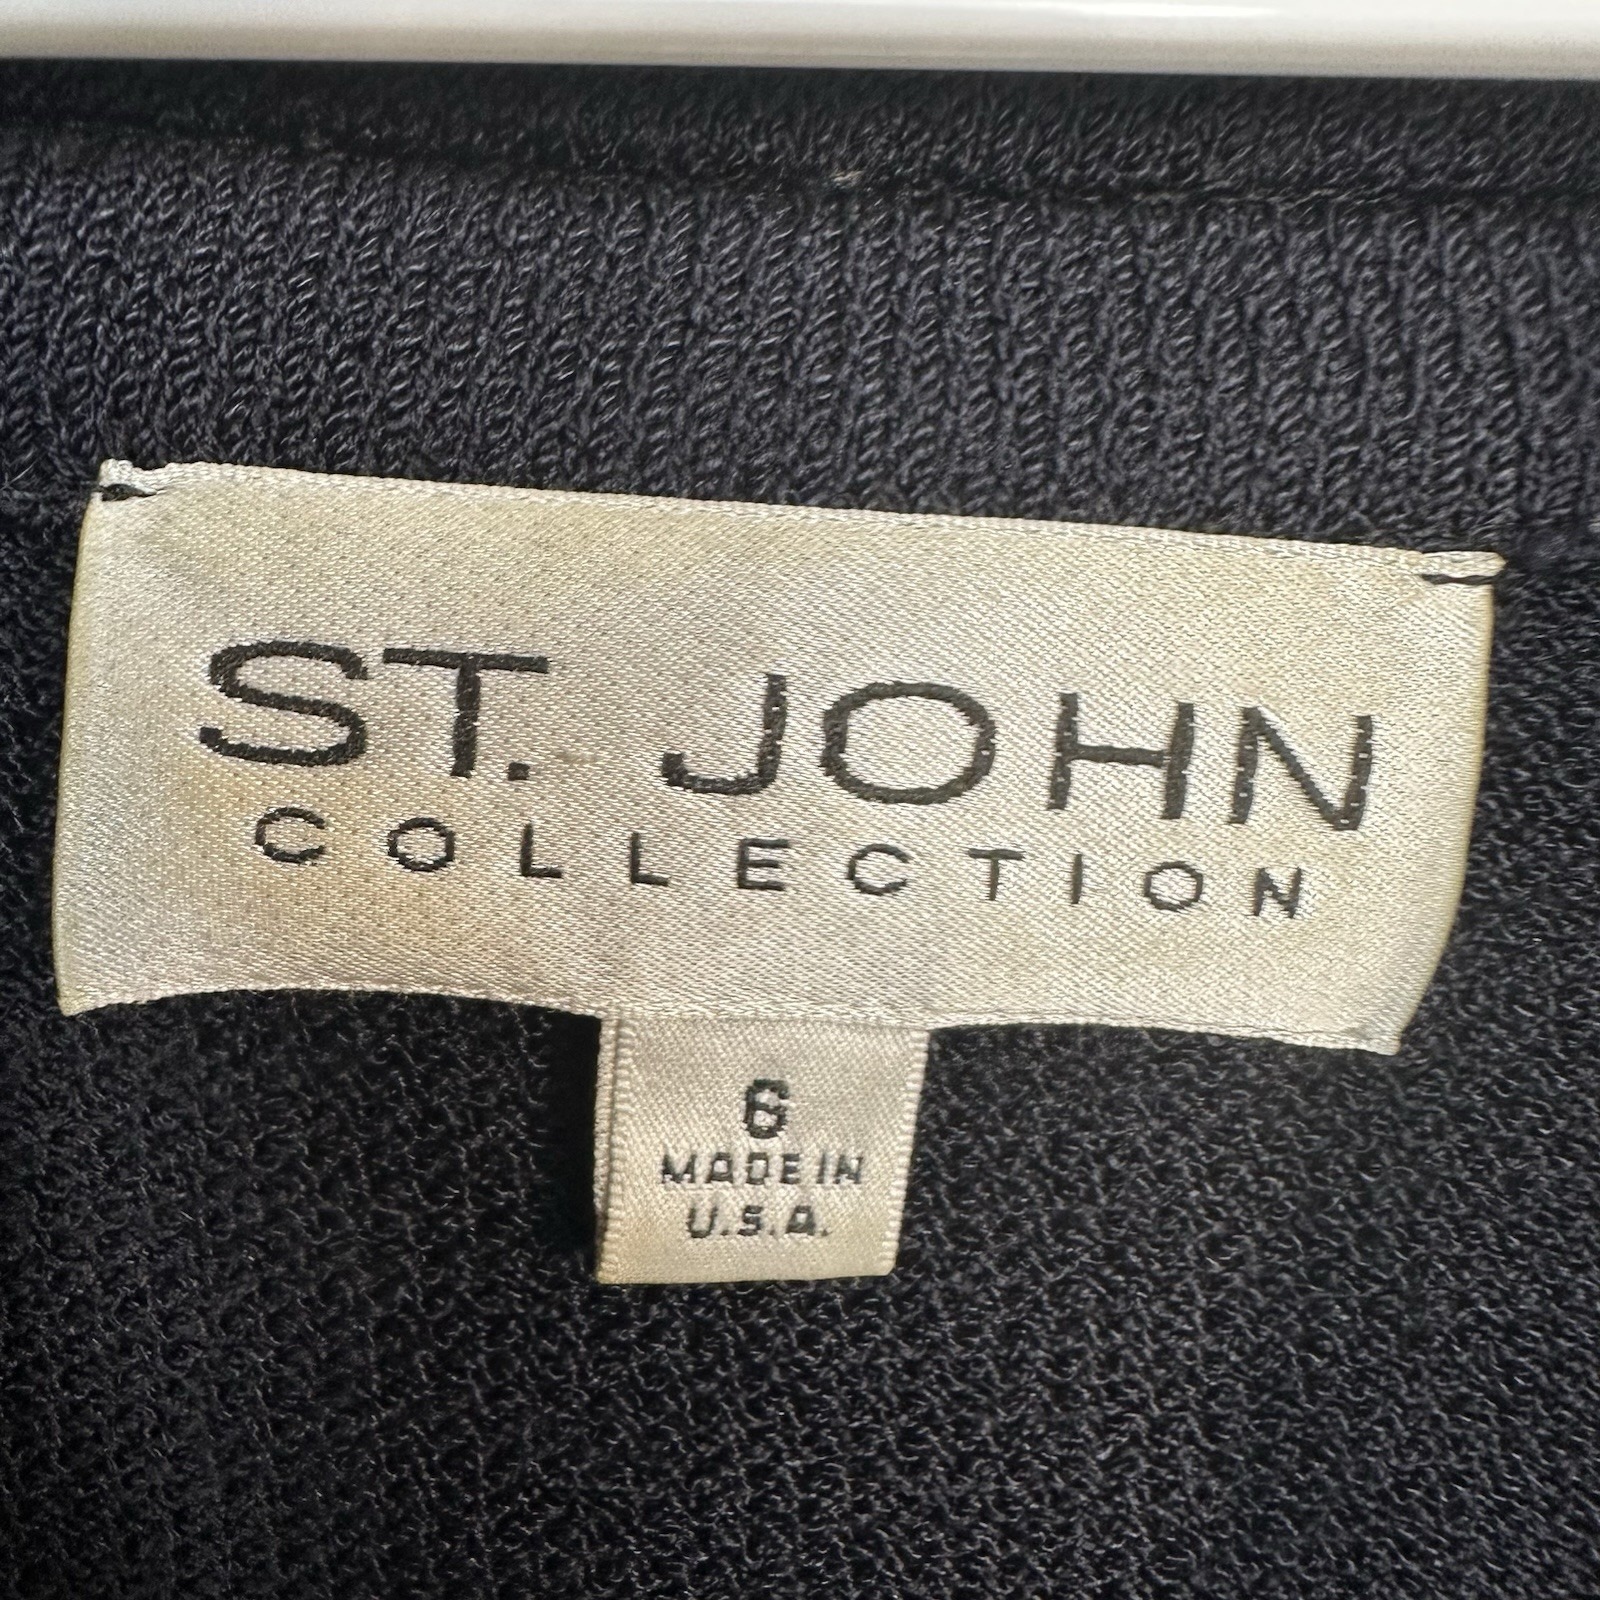 ST. JOHN
COLLECTION
6
MADE IN
U.S.A.